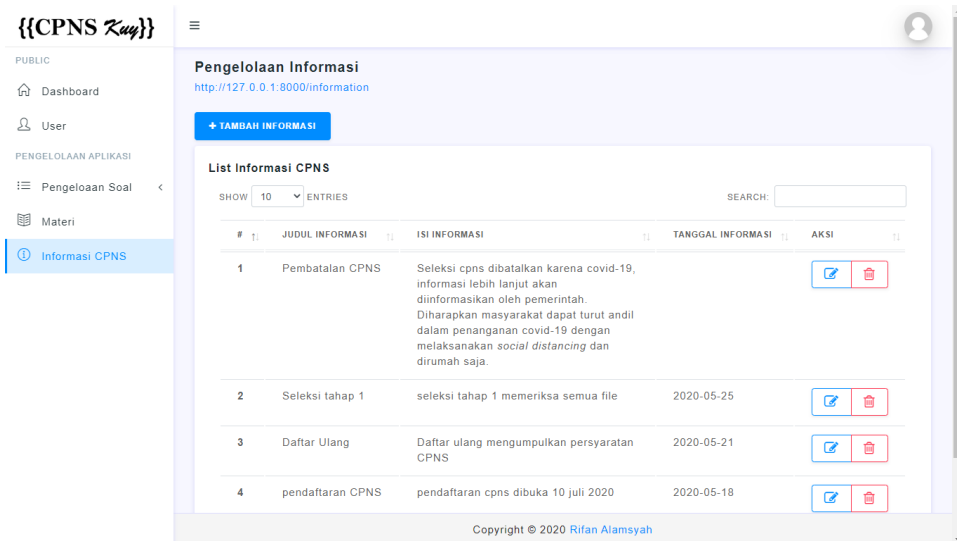 {{CPNS Kuy}}
PUBLIC
Dashboard
User
PENGELOLAAN APLIKASI
Pengeloaan Soal
Materi
Informasi CPNS
Pengelolaan Informasi
http://127.0.0.1:8000/information
+ TAMBAH INFORMASI
List Informasi CPNS
SHOW 10 ENTRIES SEARCH:
# JUDUL INFORMASI ISI INFORMASI TANGGAL INFORMASI AKSI
1 Pembatalan CPNS Seleksi cpns dibatalkan karena covid-19,
informasi lebih lanjut akan
diinformasikan oleh pemerintah.
Diharapkan masyarakat dapat turut andil
dalam penanganan covid-19 dengan
melaksanakan social distancing dan
dirumah saja.
2 Seleksi tahap 1 seleksi tahap 1 memeriksa semua file 2020-05-25
3 Daftar Ulang Daftar ulang mengumpulkan persyaratan 2020-05-21
CPNS
4 pendaftaran CPNS pendaftaran cpns dibuka 10 juli 2020 2020-05-18
Copyright © 2020 Rifan Alamsyah